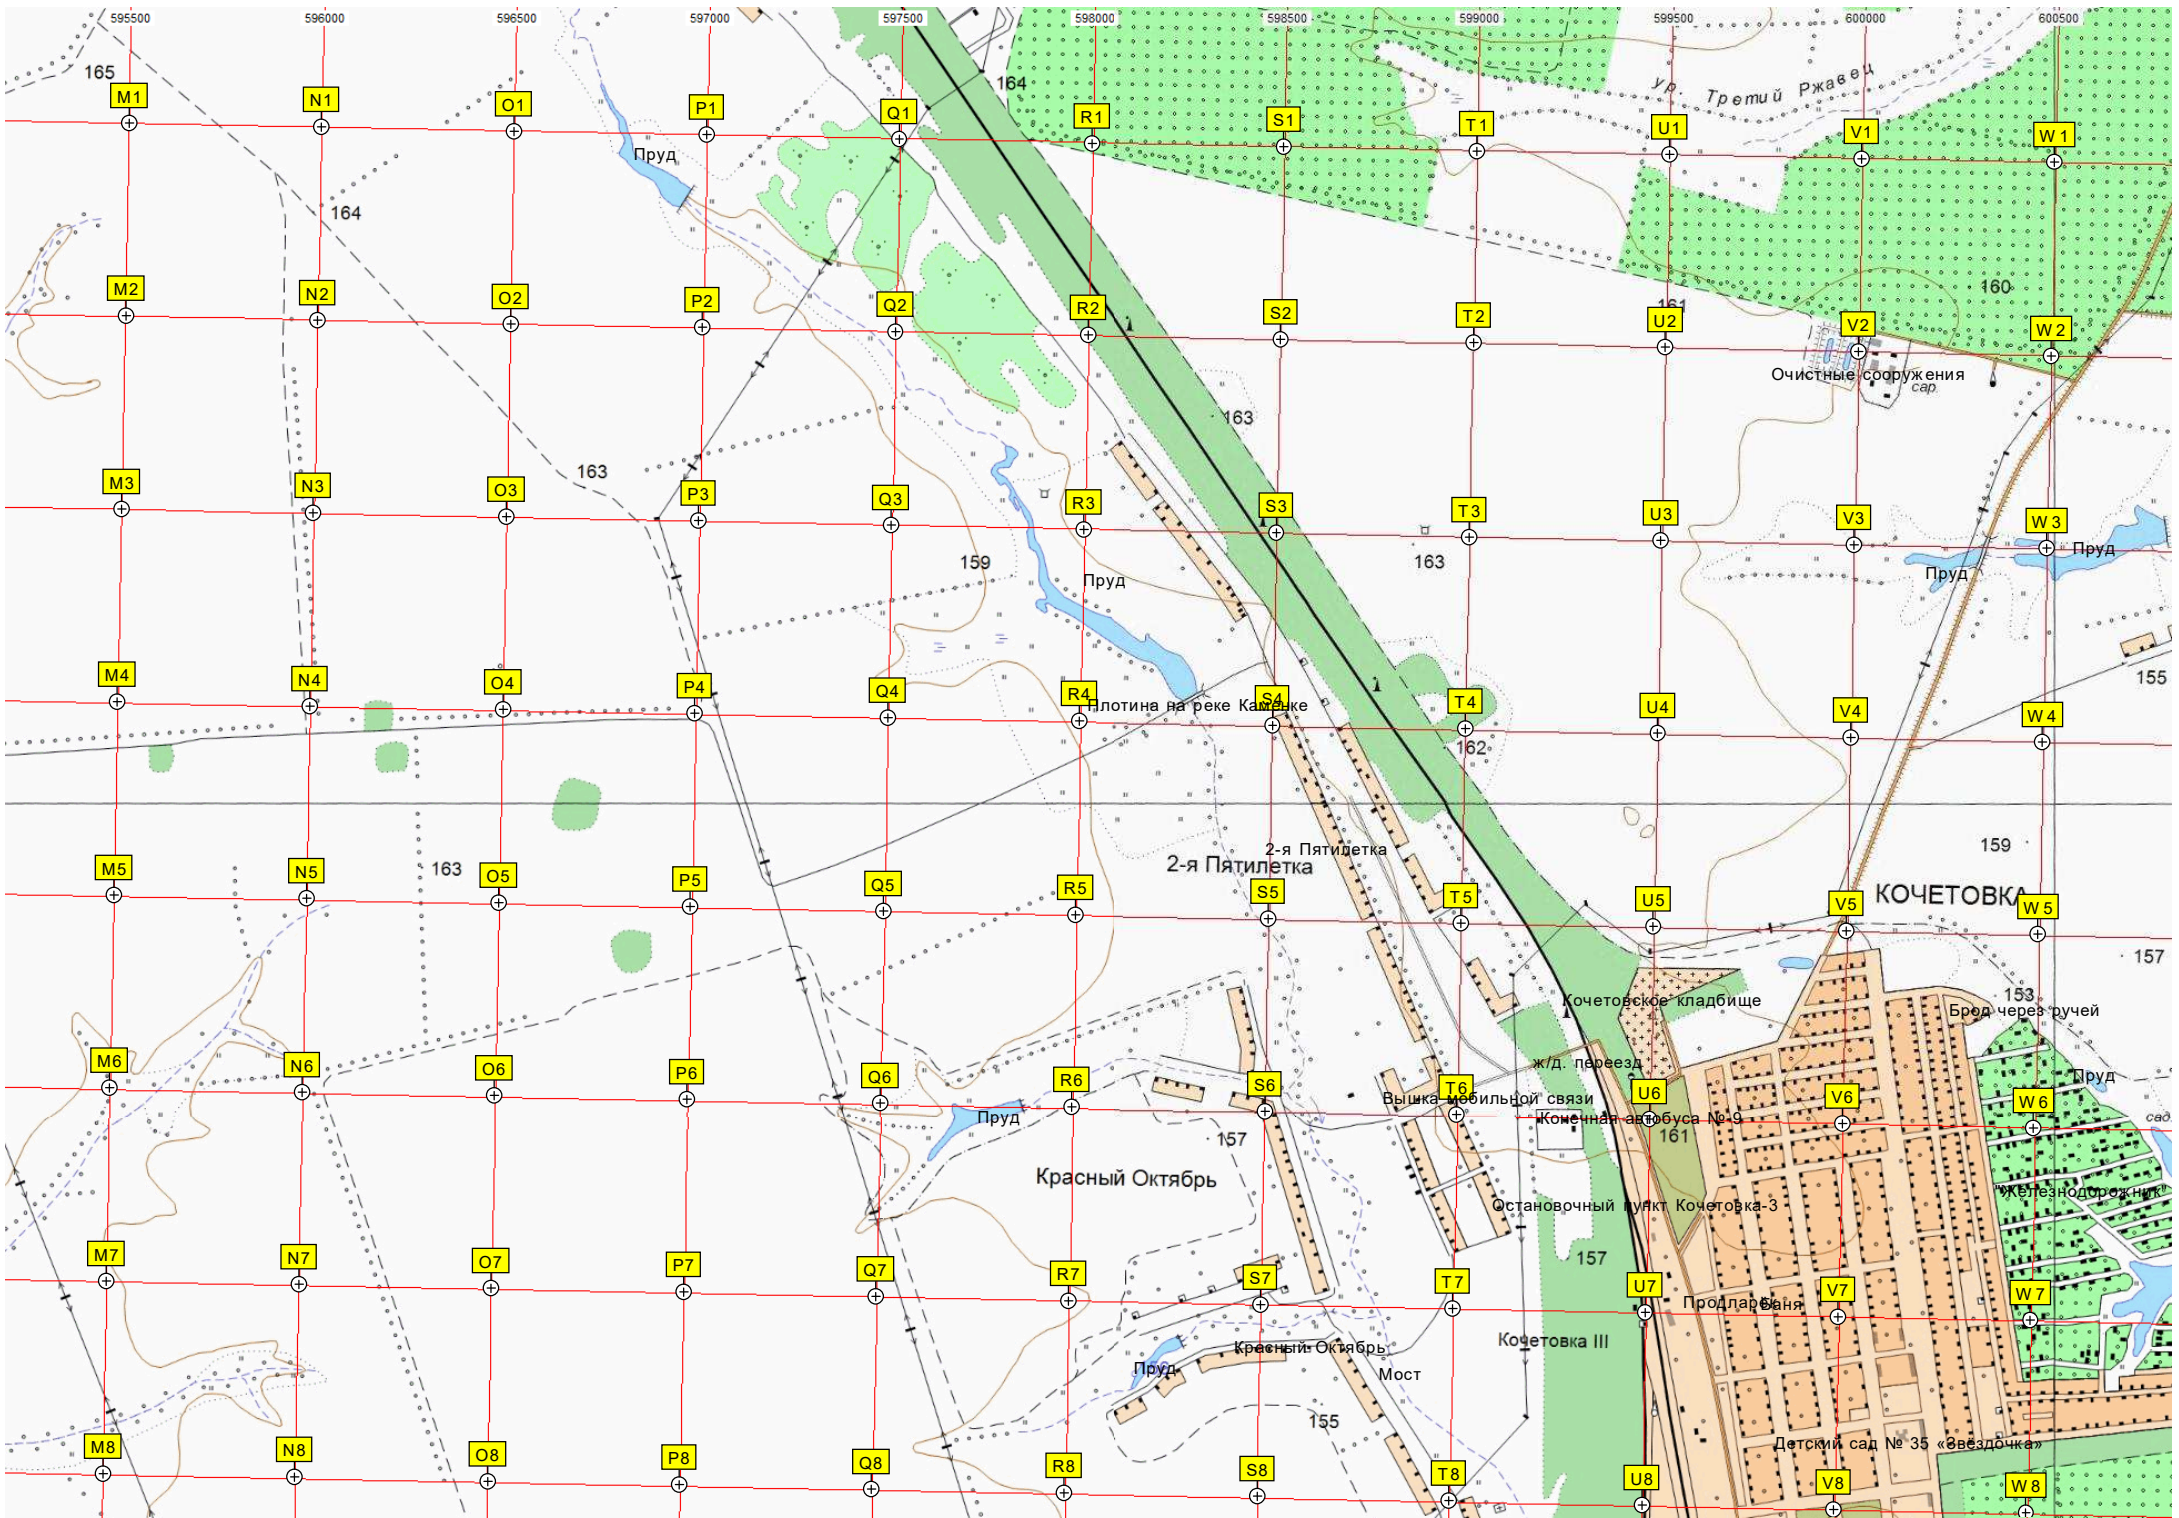 595500 596000 596500 597000 597500 598000 598500 599000 599500 600000 600500
165
164
ур. Третий Ржавец
M1 N1 O1 P1 Q1 R1 S1 T1 U1 V1 W1
Пруд
164
160
161
M2 N2 O2 P2 Q2 R2 S2 T2 U2 V2 W2
Очистные сооружения
сар.
163
163
M3 N3 O3 P3 Q3 R3 S3 T3 U3 V3 W3
Пруд
159
163
Пруд
Пруд
155
M4 N4 O4 P4 Q4 R4 S4 T4 U4 V4 W4
Плотина на реке Каменке
162
159
2-я Пятилетка
2-я Пятилетка
163
КОЧЕТОВКА
M5 N5 O5 P5 Q5 R5 S5 T5 U5 V5 W5
157
153
Кочетовское кладбище
Брод через ручей
ж/д. переезд
Пруд
M6 N6 O6 P6 Q6 R6 S6 T6 U6 V6 W6
Вышка мобильной связи
Пруд
Конечная автобуса №-9
сад.
157
161
Красный Октябрь
"Железнодорожник"
Остановочный пункт Кочетовка-3
157
M7 N7 O7 P7 Q7 R7 S7 T7 U7 V7 W7
Баня
Кочетовка III
Красный Октябрь
Пруд
Мост
155
Детский сад № 35 «Звёздочка»
M8 N8 O8 P8 Q8 R8 S8 T8 U8 V8 W8